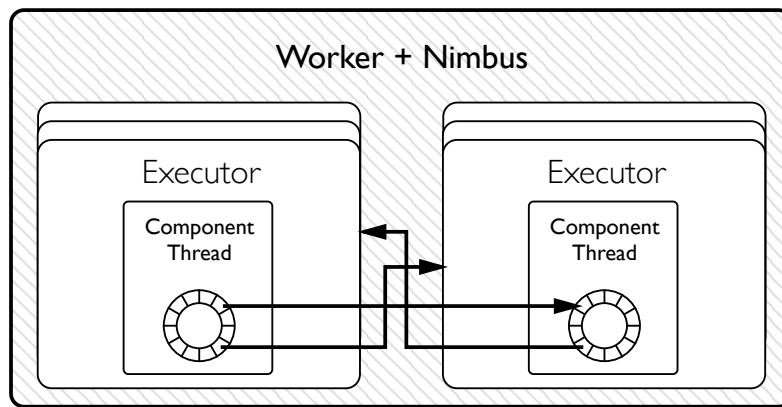 Worker + Nimbus
Executor
Component
Thread
Executor
Component
Thread